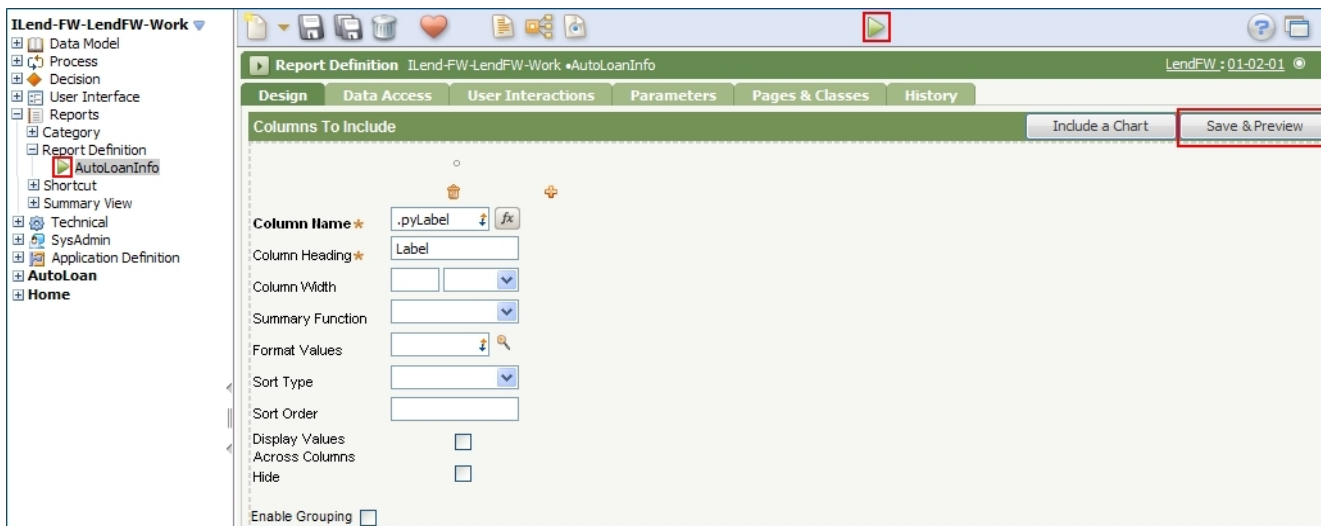 ILend-FW-LendFW-Work
Data Model
Process
Decision
User Interface
Reports
Category
Report Definition
AutoLoanInfo
Shortcut
Summary View
Technical
SysAdmin
Application Definition
AutoLoan
Home
Report Definition ILend-FW-LendFW-Work •AutoLoanInfo
LendFW : 01-02-01
Design Data Access User Interactions Parameters Pages & Classes History
Columns To Include
Include a Chart
Save & Preview
Column Name★ .pyLabel fx
Column Heading★ Label
Column Width
Summary Function
Format Values
Sort Type
Sort Order
Display Values
Across Columns
Hide
Enable Grouping